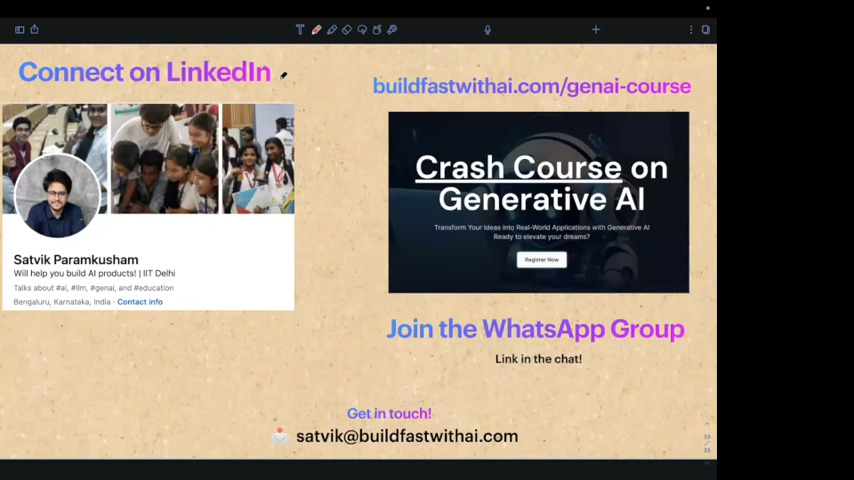 Connect on LinkedIn
Satvik Paramkusham
Will help you build AI products! | IIT Delhi
Talks about #ai, #llm, #genai, and #education
Bengaluru, Karnataka, India · Contact info
buildfastwithai.com/genai-course
Crash Course on
Generative AI
Transform Your Ideas into Real-World Applications with Generative AI
Ready to elevate your dreams?
Register Now
Join the WhatsApp Group
Link in the chat!
Get in touch!
satvik@buildfastwithai.com